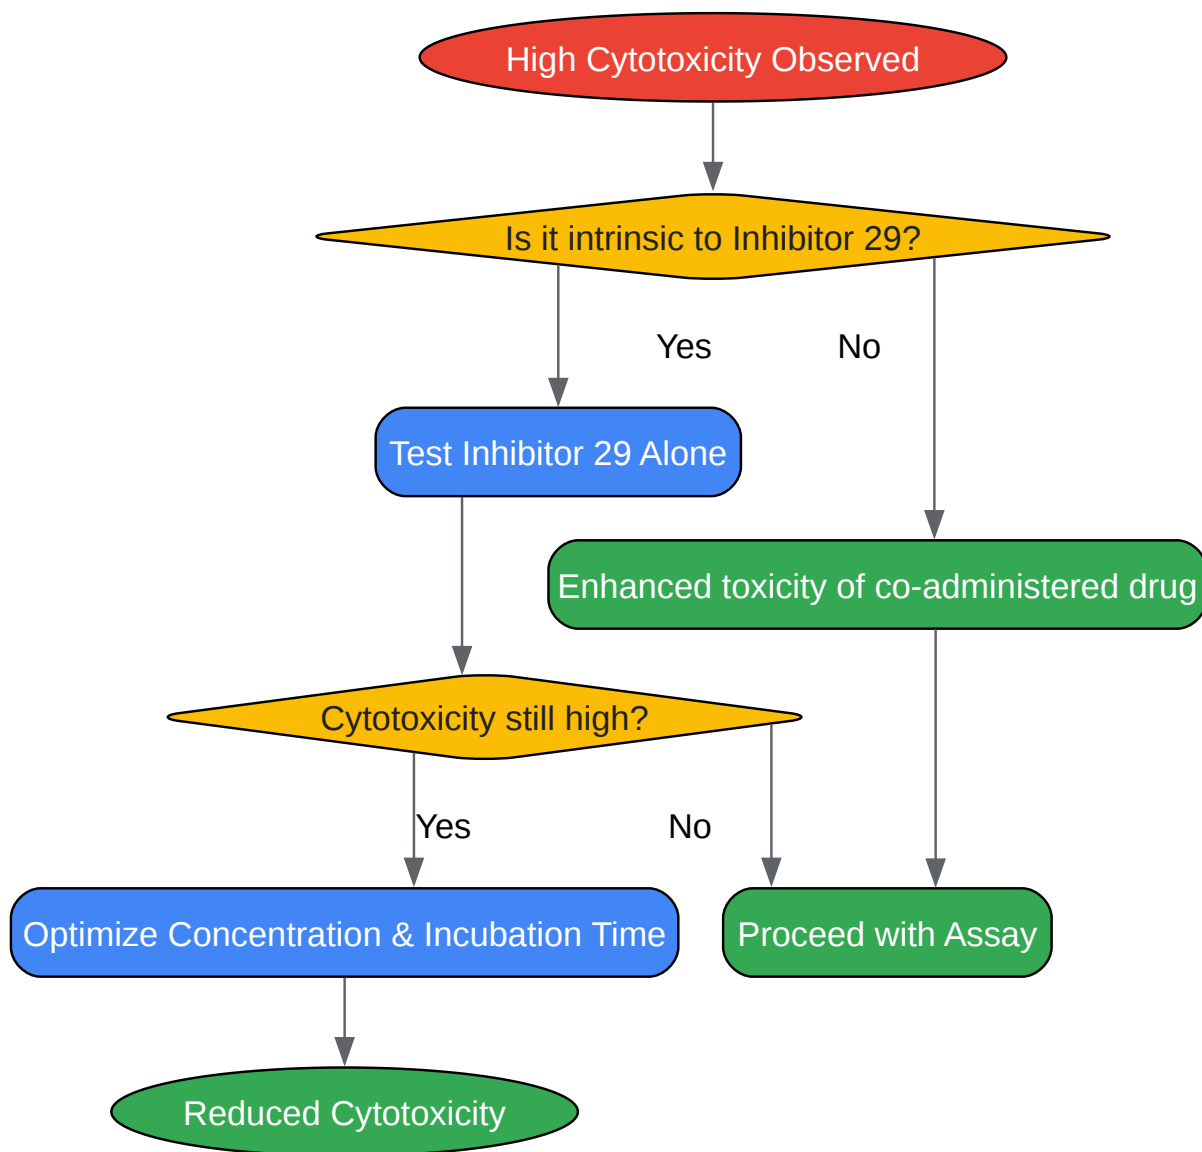 High Cytotoxicity Observed
Is it intrinsic to Inhibitor 29?
Yes
No
Test Inhibitor 29 Alone
Enhanced toxicity of co-administered drug
Cytotoxicity still high?
Yes
No
Optimize Concentration & Incubation Time
Proceed with Assay
Reduced Cytotoxicity